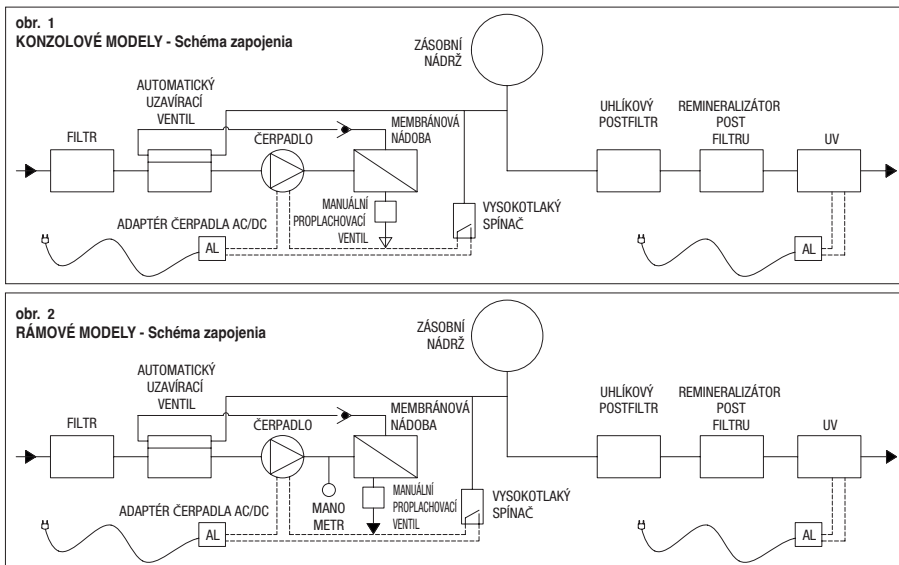 obr. 1
KONZOLOVÉ MODELY - Schéma zapojenia
ZÁSOBNÍ
NÁDRŽ
AUTOMATICKÝ
UZAVÍRACÍ
VENTIL
FILTR
ČERPADLO
MEMBRÁNOVÁ
NÁDOBA
UHLÍKOVÝ
POSTFILTR
REMINERALIZÁTOR
POST
FILTRU
UV
MANUÁLNÍ
PROPLACHOVACÍ
VENTIL
VYSOKOTLAKÝ
SPÍNAČ
ADAPTÉR ČERPADLA AC/DC
AL
AL
obr. 2
RÁMOVÉ MODELY - Schéma zapojenia
ZÁSOBNÍ
NÁDRŽ
AUTOMATICKÝ
UZAVÍRACÍ
VENTIL
FILTR
ČERPADLO
MEMBRÁNOVÁ
NÁDOBA
UHLÍKOVÝ
POSTFILTR
REMINERALIZÁTOR
POST
FILTRU
UV
MANO
METR
MANUÁLNÍ
PROPLACHOVACÍ
VENTIL
VYSOKOTLAKÝ
SPÍNAČ
ADAPTÉR ČERPADLA AC/DC
AL
AL